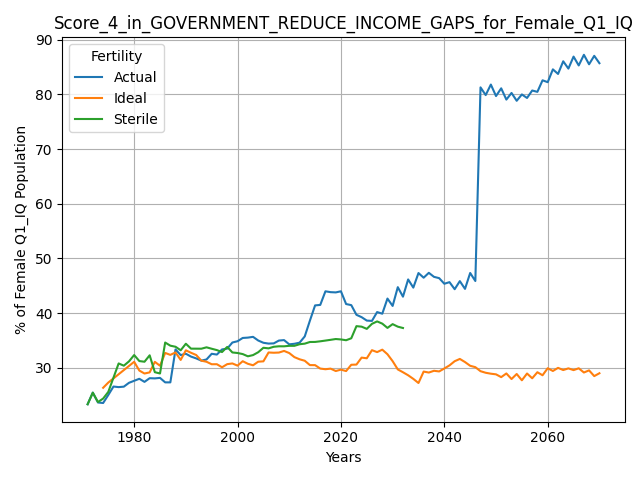 Score_4_in_GOVERNMENT_REDUCE_INCOME_GAPS_for_Female_Q1_IQ
Fertility
Actual
Ideal
Sterile
90
80
70
60
50
40
30
% of Female Q1_IQ Population
1980
2000
2020
2040
2060
Years